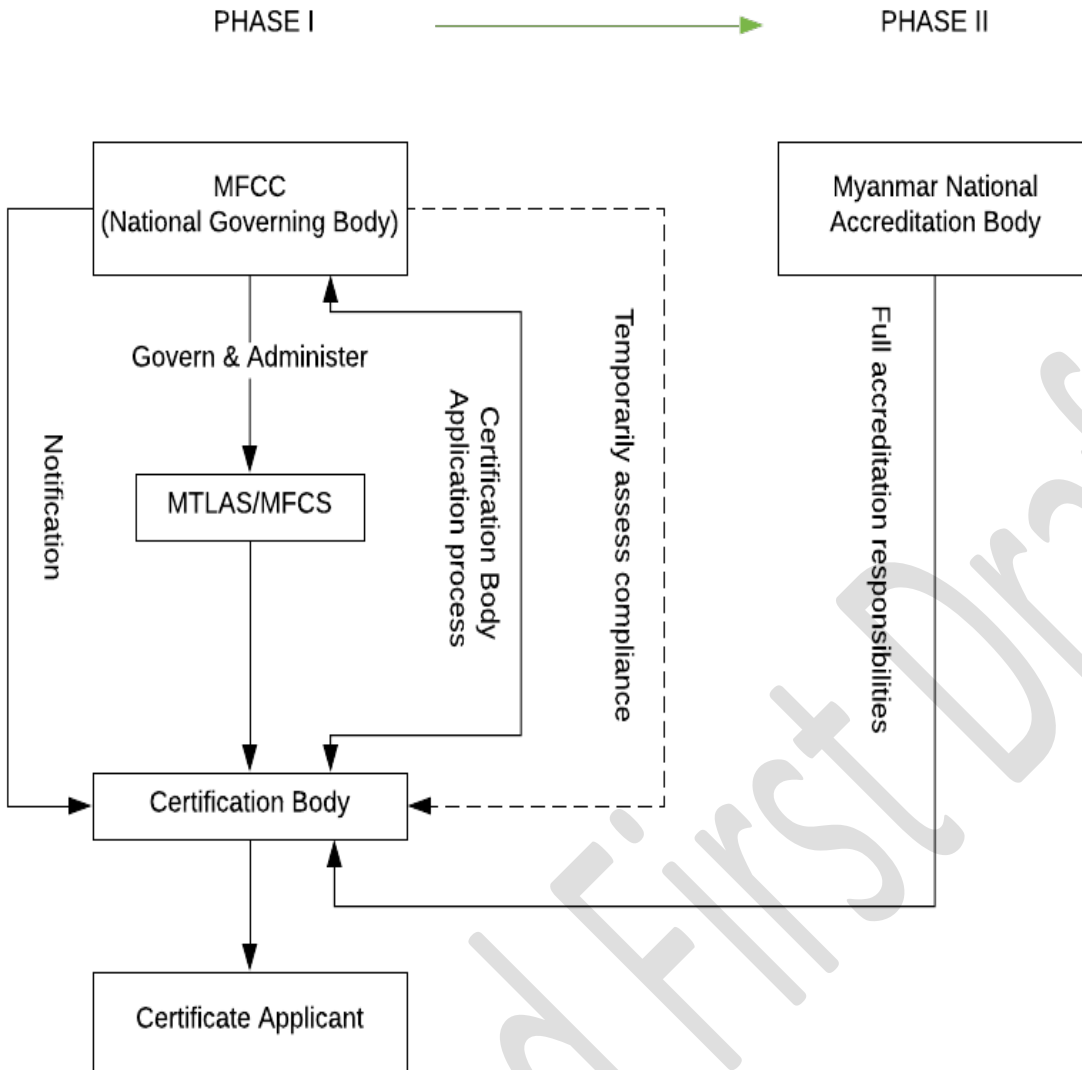 PHASE I
PHASE II
MFCC
(National Governing Body)
Myanmar National
Accreditation Body
Govern & Administer
Notification
Certification Body
Application process
Temporarily assess compliance
Full accreditation responsibilities
MTLAS/MFCS
Certification Body
Certificate Applicant
First